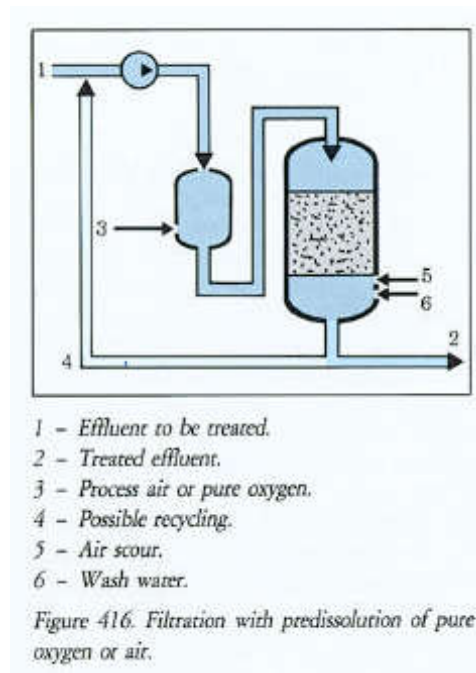 1
3
5
6
2
4
1 - Effluent to be treated.
2 - Treated effluent.
3 - Process air or pure oxygen.
4 - Possible recycling.
5 - Air scour.
6 - Wash water.
Figure 416. Filtration with predissolution of pure
oxygen or air.